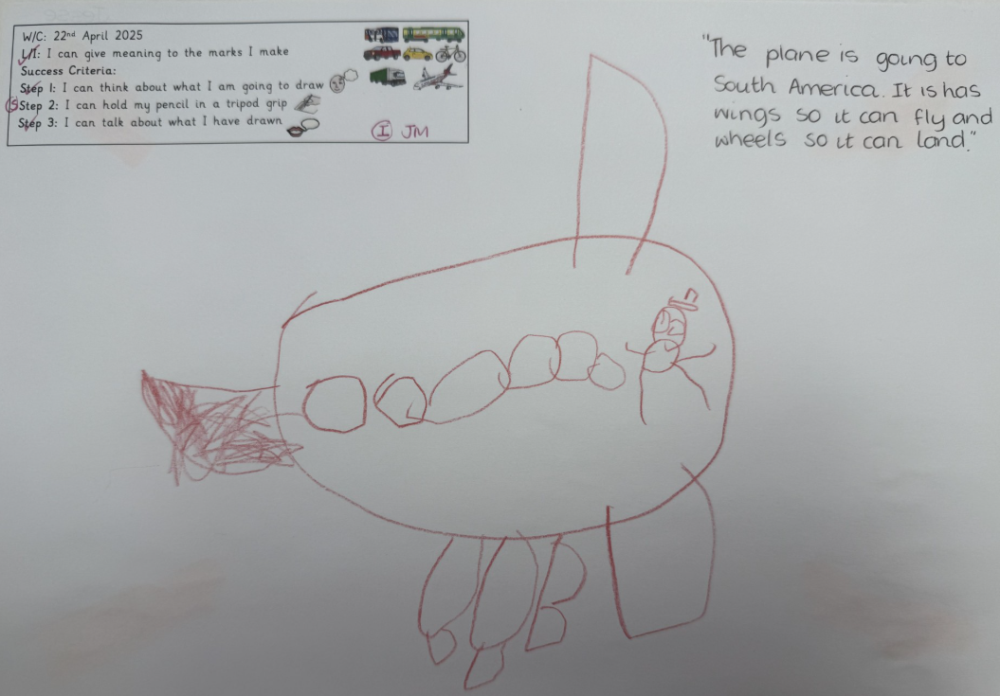 W/C: 22nd April 2025
L/I: I can give meaning to the marks I make
Success Criteria:
Step 1: I can think about what I am going to draw
S Step 2: I can hold my pencil in a tripod grip
Step 3: I can talk about what I have drawn
I JM
"The plane is going to
South America. It is has
wings so it can fly and
wheels so it can land."